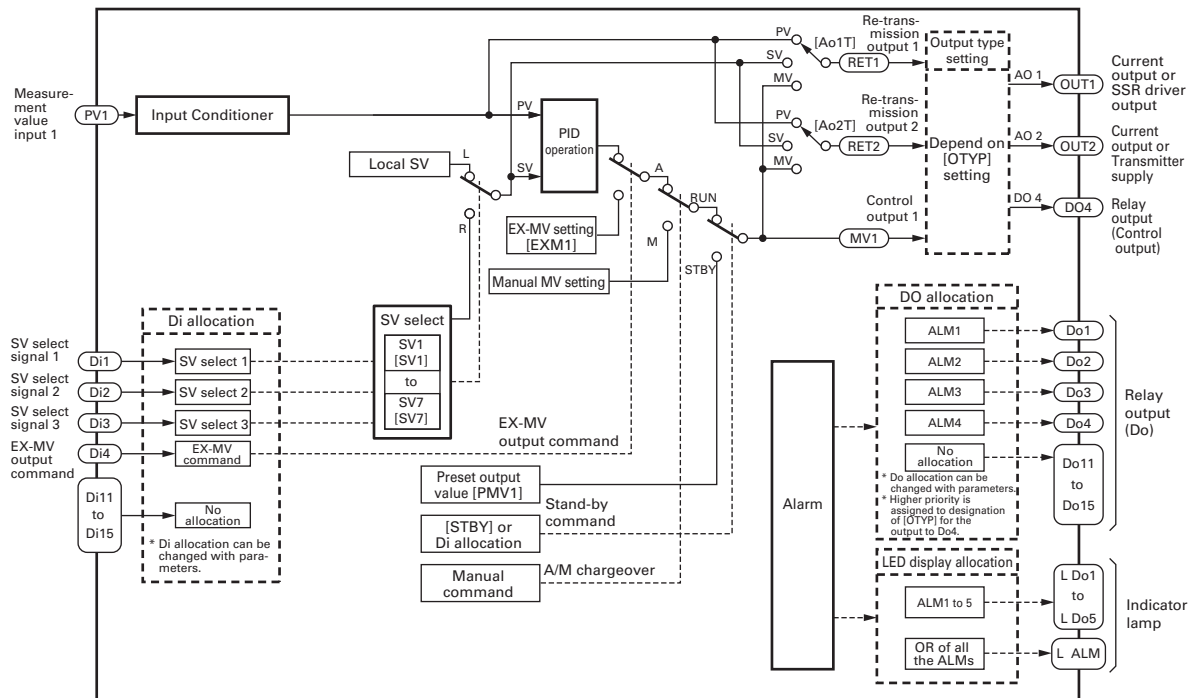 Measure-
ment
value
input 1
PV1
Input Conditioner
PV
SV
PID
operation
Local SV
L
R
A
M
RUN
STBY
EX-MV setting
[EXM1]
Manual MV setting
PV
SV
MV
[Ao1T]
Re-trans-
mission
output 1
RET1
PV
SV
MV
[Ao2T]
Re-trans-
mission
output 2
RET2
Control
output 1
MV1
Output type
setting
Depend on
[OTYP]
setting
AO 1
OUT1
Current
output or
SSR driver
output
AO 2
OUT2
Current
output or
Transmitter
supply
DO 4
DO4
Relay
output
(Control
output)
SV select
signal 1
Di1
SV select
signal 2
Di2
SV select
signal 3
Di3
EX-MV
output
command
Di4
Di11
to
Di15
Di allocation
SV select 1
SV select 2
SV select 3
EX-MV
command
No
allocation
* Di allocation can be
changed with para-
meters.
SV select
SV1
[SV1]
to
SV7
[SV7]
EX-MV
output command
Preset output
value [PMV1]
Stand-by
command
[STBY] or
Di allocation
A/M chargeover
Manual
command
Alarm
DO allocation
ALM1
ALM2
ALM3
ALM4
No
allocation
* Do allocation can be
changed with parameters.
* Higher priority is
assigned to designation
of [OTYP] for the
output to Do4.
Do1
Do2
Do3
Do4
Do11
to
Do15
Relay
output
(Do)
LED display allocation
ALM1 to 5
OR of all
the ALMs
L Do1
to
L Do5
L ALM
Indicator
lamp